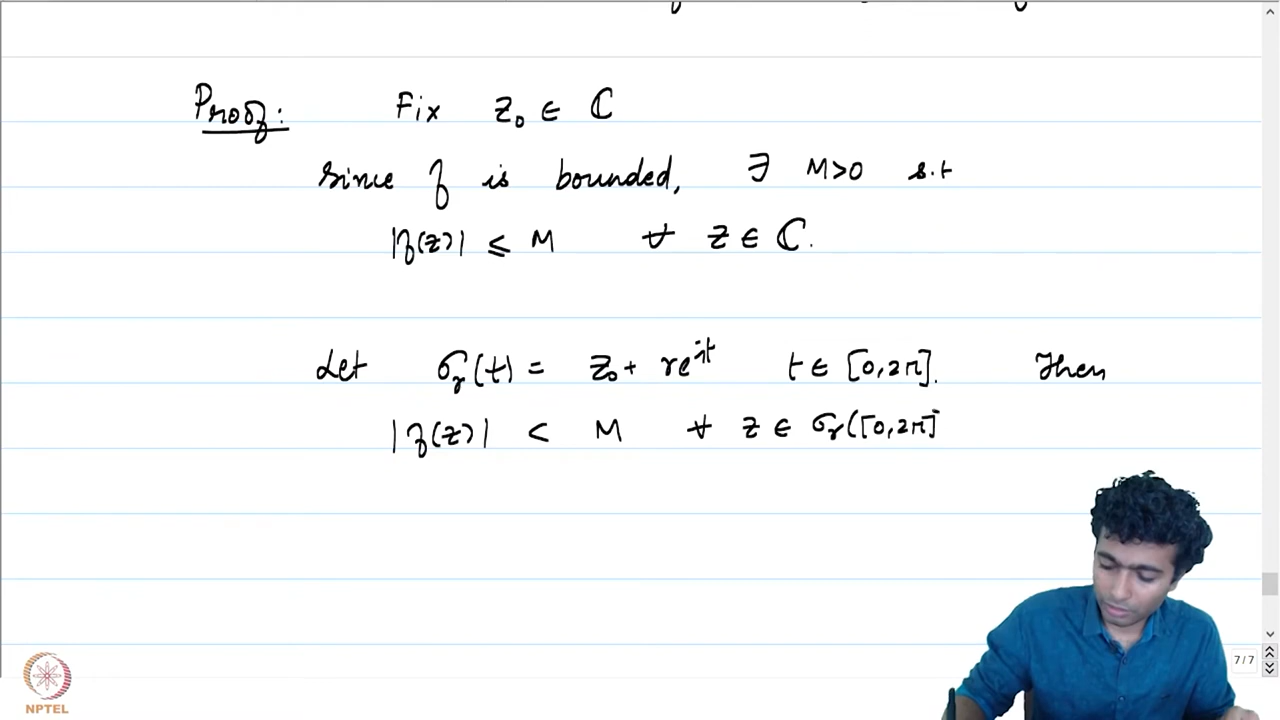 Proof: Fix z₀ ∈ ℂ
since f is bounded, ∃ M>0 s.t
|f(z)| ≤ M ∀ z ∈ ℂ.
Let σᵣ(t) = z₀ + re^{it} t ∈ [0,2π]. Then
|f(z)| < M ∀ z ∈ σᵣ([0,2π]
7/7
NPTEL